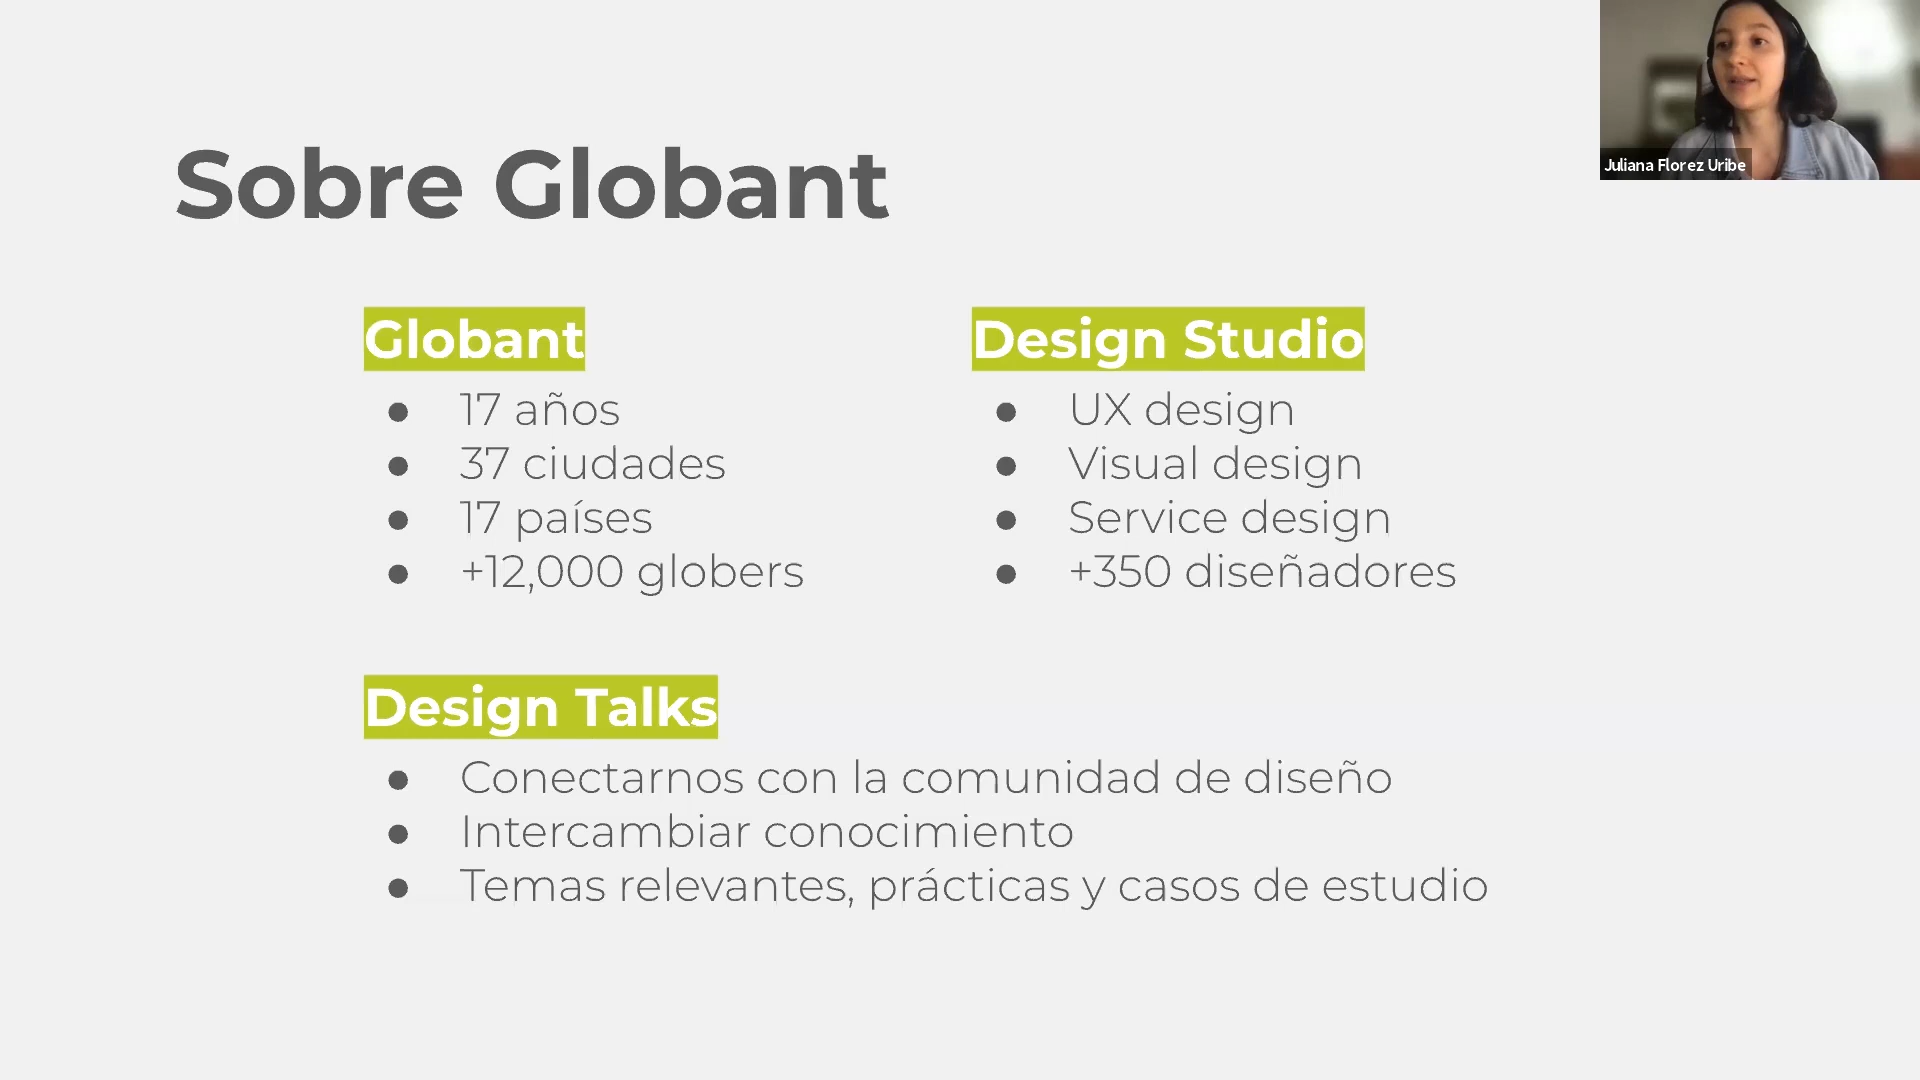 Juliana Florez Uribe
Sobre Globant
Globant
● 17 años
● 37 ciudades
● 17 países
● +12,000 globers
Design Studio
● UX design
● Visual design
● Service design
● +350 diseñadores
Design Talks
● Conectarnos con la comunidad de diseño
● Intercambiar conocimiento
● Temas relevantes, prácticas y casos de estudio